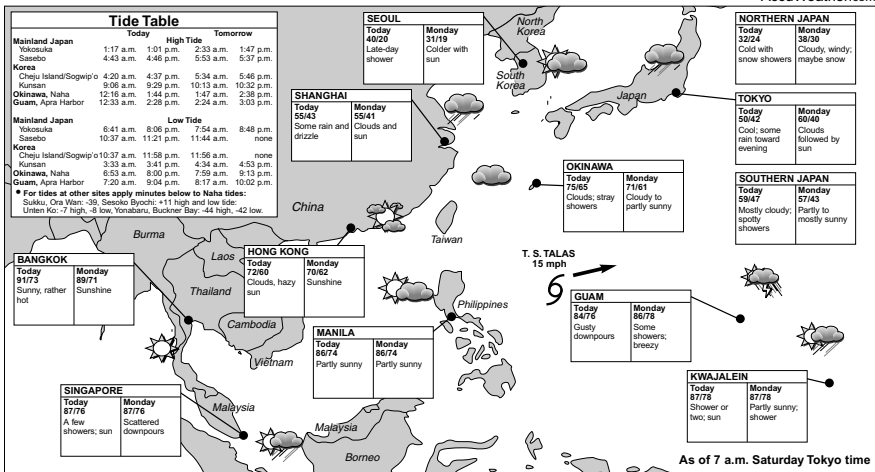 Tide Table
Today Tomorrow
High Tide
Mainland Japan
Yokosuka 1:17 a.m. 1:01 p.m. 2:33 a.m. 1:47 p.m.
Sasebo 4:43 a.m. 4:46 p.m. 5:53 a.m. 5:37 p.m.
Korea
Cheju Island/Sogwip'o 4:20 a.m. 4:37 p.m. 5:34 a.m. 5:46 p.m.
Kunsan 9:06 a.m. 9:29 p.m. 10:13 a.m. 10:32 p.m.
Okinawa, Naha 12:16 a.m. 1:44 p.m. 1:47 a.m. 2:38 p.m.
Guam, Apra Harbor 12:33 a.m. 2:28 p.m. 2:24 a.m. 3:03 p.m.
Mainland Japan Low Tide
Yokosuka 6:41 a.m. 8:06 p.m. 7:54 a.m. 8:48 p.m.
Sasebo 10:37 a.m. 11:21 p.m. 11:44 a.m. none
Korea
Cheju Island/Sogwip'o 10:37 a.m. 11:58 p.m. 11:56 a.m. none
Kunsan 3:33 a.m. 3:41 p.m. 4:34 a.m. 4:53 p.m.
Okinawa, Naha 6:53 a.m. 8:00 p.m. 7:59 a.m. 9:13 p.m.
Guam, Apra Harbor 7:20 a.m. 9:04 p.m. 8:17 a.m. 10:02 p.m.
• For tides at other sites apply minutes below to Naha tides:
Sukku, Ora Wan: -39, Sesoko Byochi: +11 high and low tide:
Unten Ko: -7 high, -8 low, Yonabaru, Buckner Bay: -44 high, -42 low.
SEOUL
Today Monday
40/20 31/19
Late-day Colder with
shower sun
North
Korea
South
Korea
Japan
NORTHERN JAPAN
Today Monday
32/24 38/30
Cold with Cloudy, windy;
snow showers maybe snow
SHANGHAI
Today Monday
55/43 55/41
Some rain and Clouds and
drizzle sun
TOKYO
Today Monday
50/42 60/40
Cool; some Clouds
rain toward followed by
evening sun
OKINAWA
Today Monday
75/65 71/61
Clouds; stray Cloudy to
showers partly sunny
SOUTHERN JAPAN
Today Monday
59/47 57/43
Mostly cloudy; Partly to
spotty mostly sunny
showers
China
Taiwan
Burma
Laos
Thailand
Cambodia
Vietnam
Philippines
Malaysia
Malaysia
Borneo
HONG KONG
Today Monday
72/60 70/62
Clouds, hazy Sunshine
sun
BANGKOK
Today Monday
91/73 89/71
Sunny, rather Sunshine
hot
T. S. TALAS
15 mph
GUAM
Today Monday
84/76 86/78
Gusty Some
downpours showers;
breezy
MANILA
Today Monday
86/74 86/74
Partly sunny Partly sunny
KWAJALEIN
Today Monday
87/78 87/78
Shower or Partly sunny;
two; sun shower
SINGAPORE
Today Monday
87/76 87/76
A few Scattered
showers; sun downpours
As of 7 a.m. Saturday Tokyo time